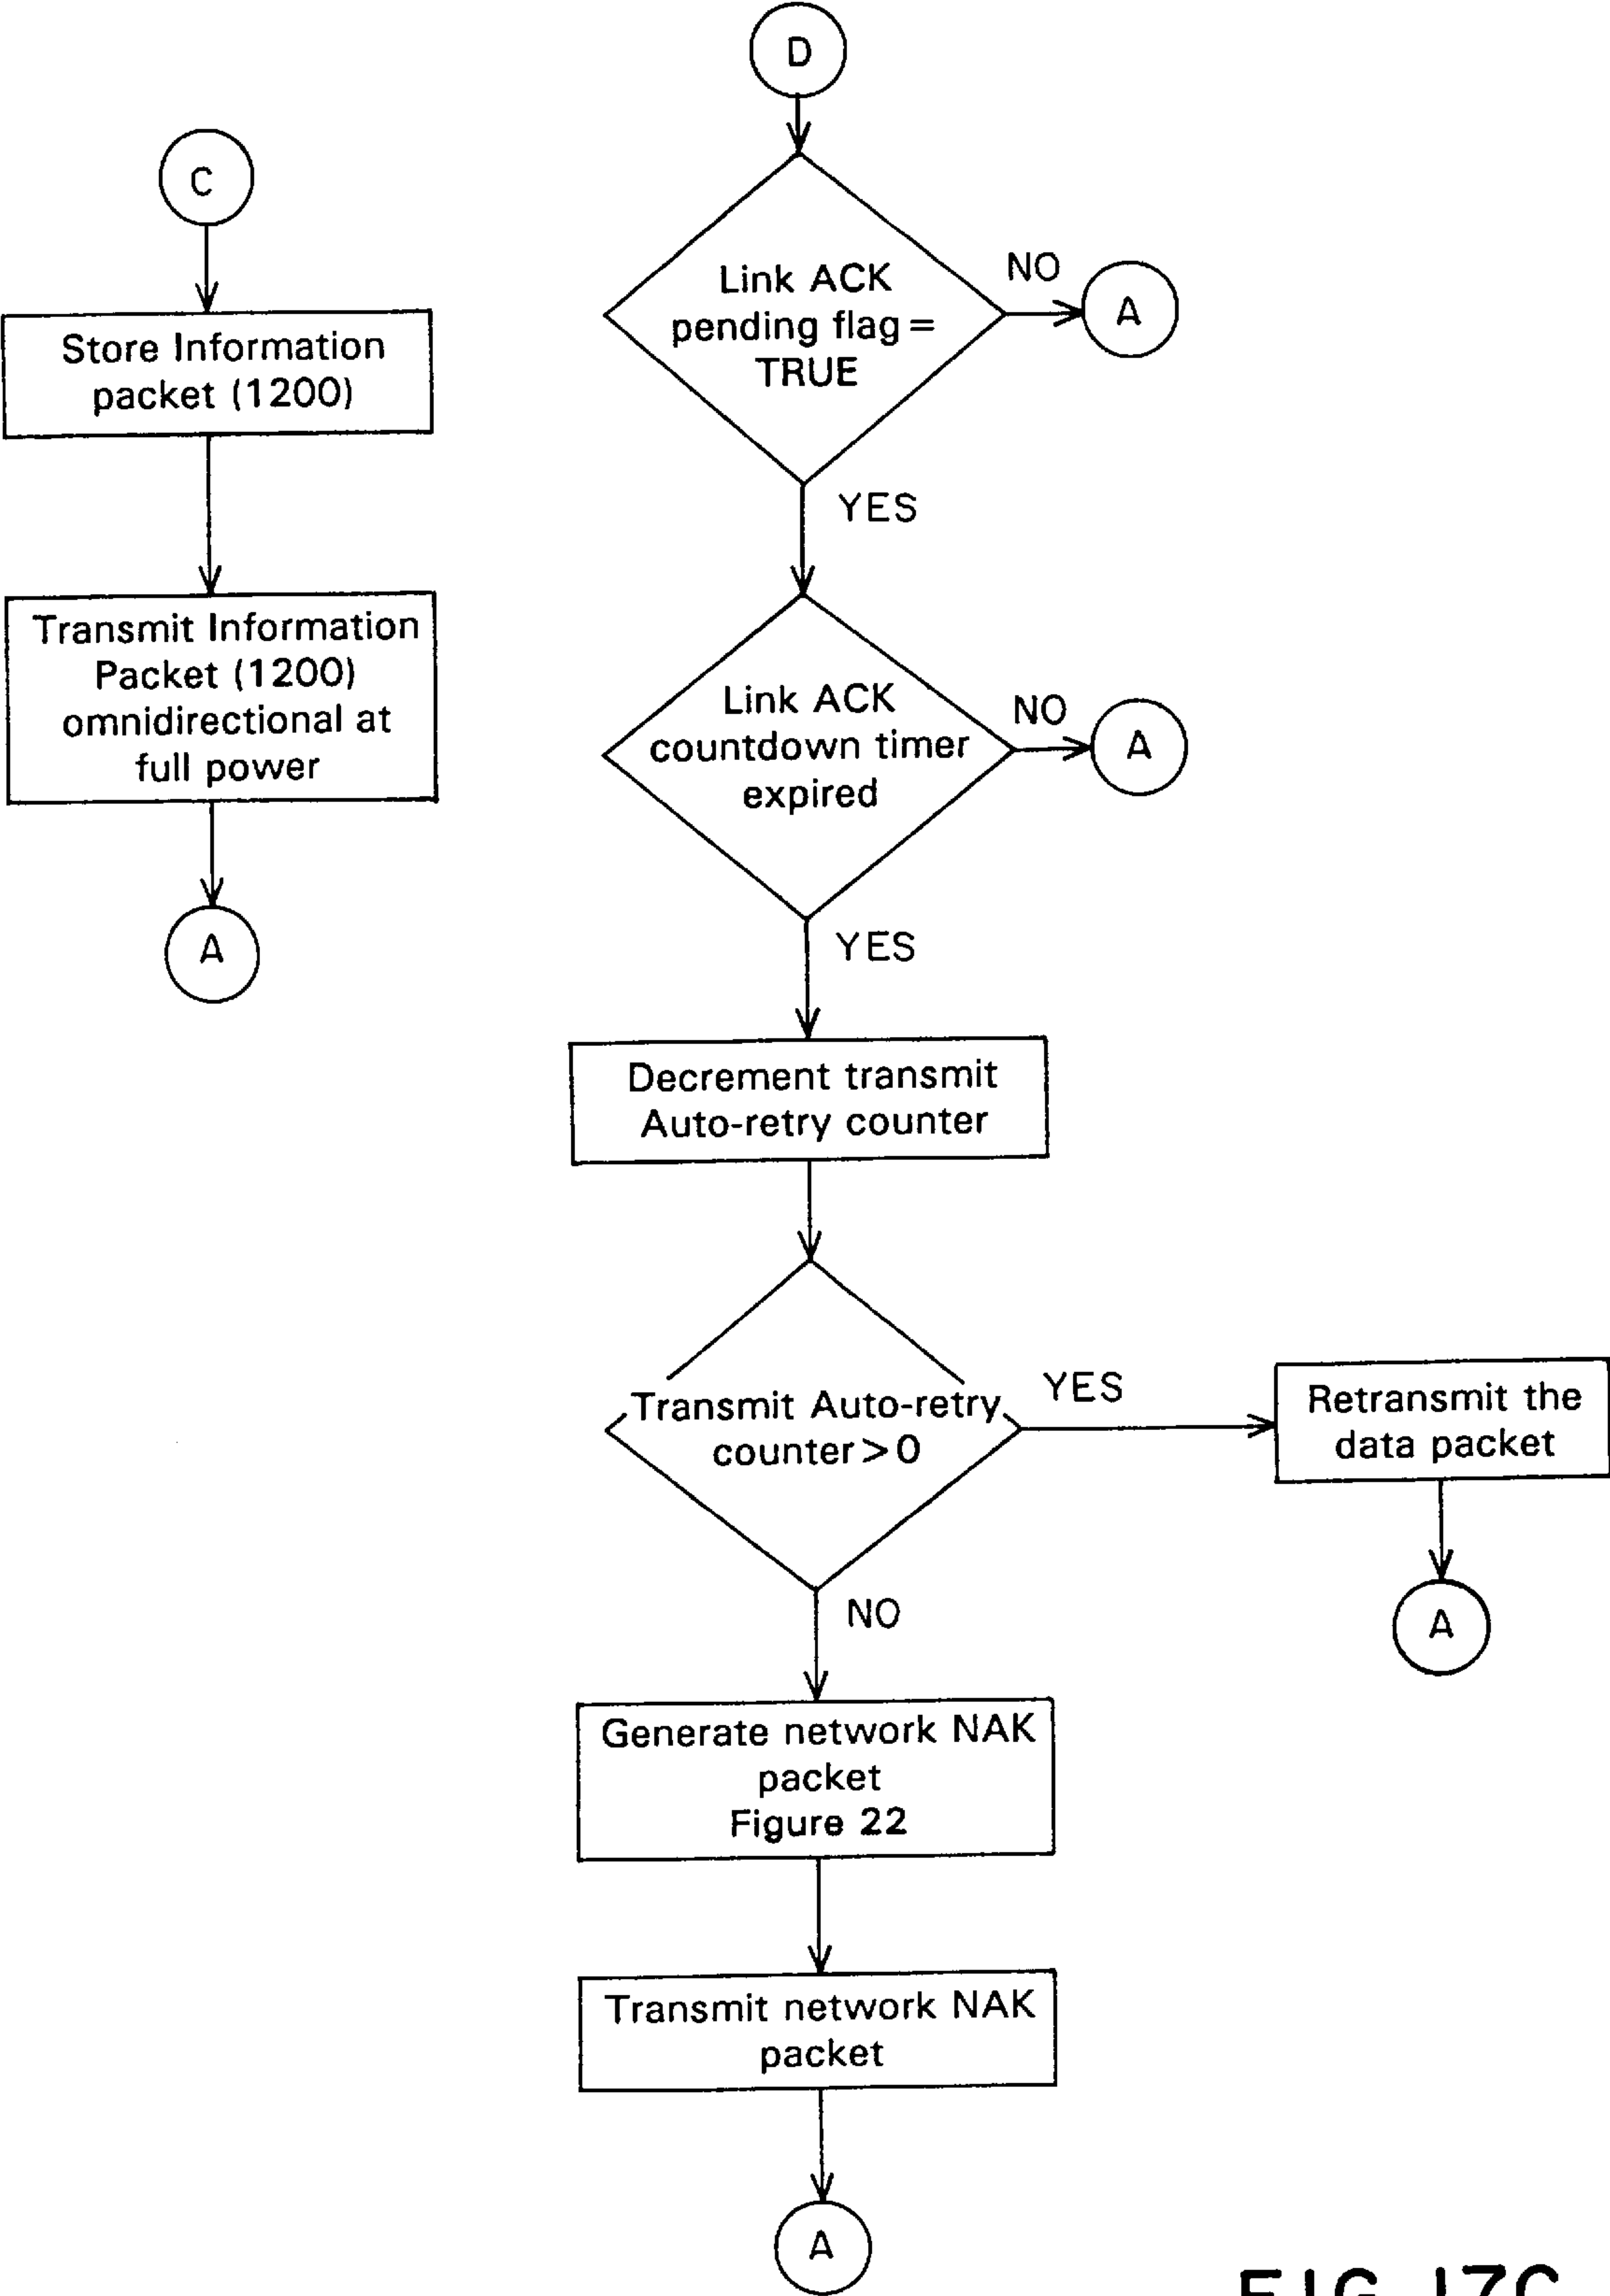 C
Store Information
packet (1200)
Transmit Information
Packet (1200)
omnidirectional at
full power
A
D
Link ACK
pending flag =
TRUE
NO
A
YES
Link ACK
countdown timer
expired
NO
A
YES
Decrement transmit
Auto-retry counter
Transmit Auto-retry
counter > 0
YES
Retransmit the
data packet
A
NO
Generate network NAK
packet
Figure 22
Transmit network NAK
packet
A
FIG. 17C